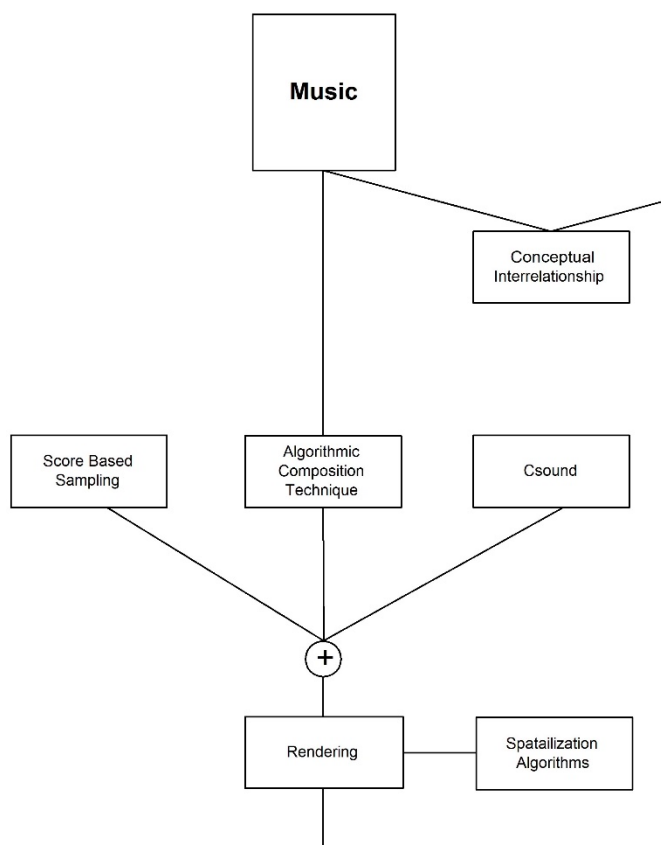 Music
Conceptual
Interrelationship
Score Based
Sampling
Algorithmic
Composition
Technique
Csound
+
Rendering
Spatailization
Algorithms